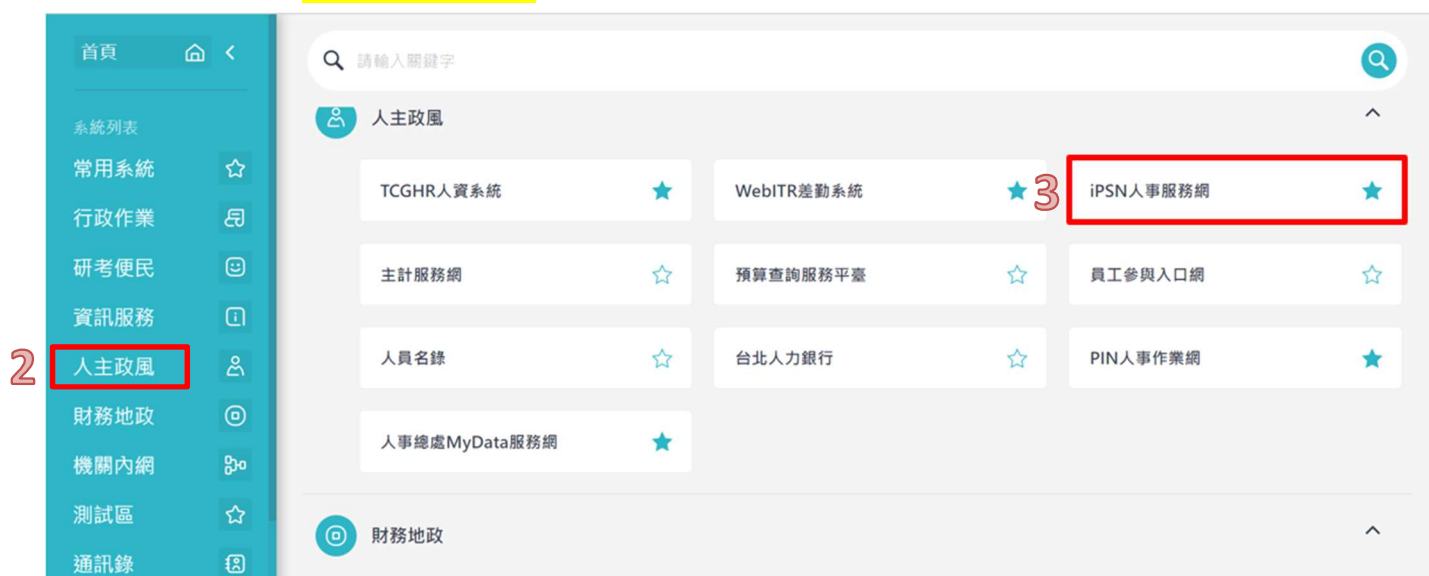 首頁
系統列表
常用系統
行政作業
研考便民
資訊服務
2
人主政風
財務地政
機關內網
測試區
通訊錄
請輸入關鍵字
人主政風
TCGHR人資系統
WebITR差勤系統
3
iPSN人事服務網
主計服務網
預算查詢服務平臺
員工參與入口網
人員名錄
台北人力銀行
PIN人事作業網
人事總處MyData服務網
財務地政